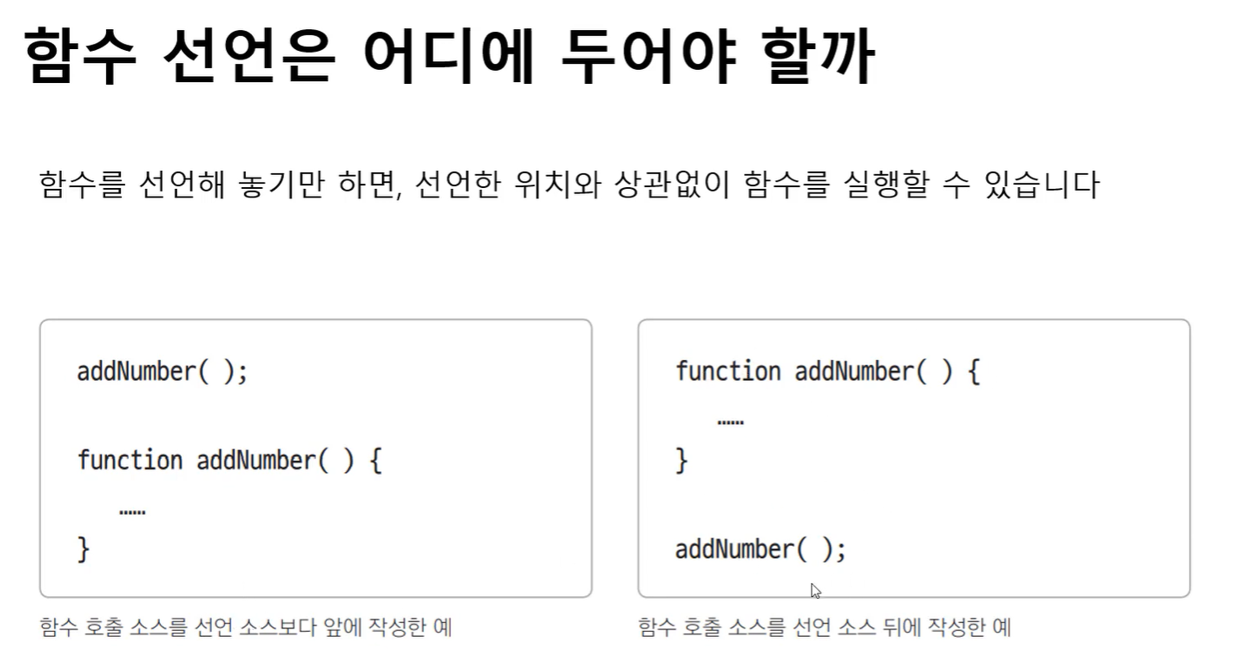 함수 선언은 어디에 두어야 할까
함수를 선언해 놓기만 하면, 선언한 위치와 상관없이 함수를 실행할 수 있습니다
addNumber( );
function addNumber( ) {
……
}
함수 호출 소스를 선언 소스보다 앞에 작성한 예
function addNumber( ) {
……
}
addNumber( );
함수 호출 소스를 선언 소스 뒤에 작성한 예